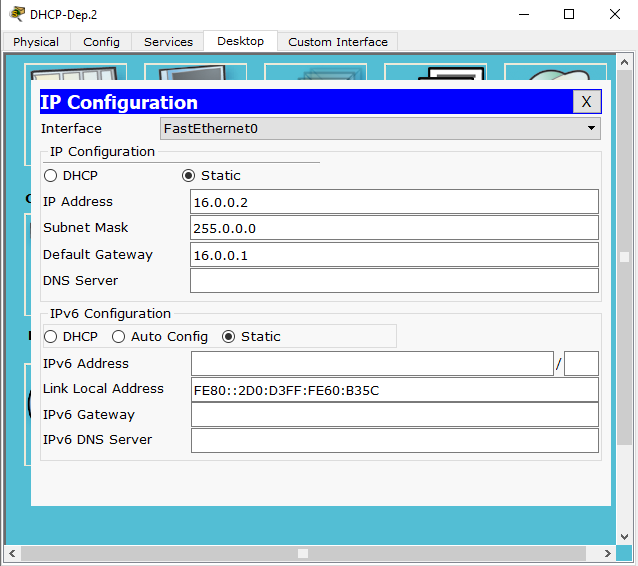 DHCP-Dep.2
Physical Config Services Desktop Custom Interface
IP Configuration X
Interface FastEthernet0
IP Configuration
DHCP Static
IP Address 16.0.0.2
Subnet Mask 255.0.0.0
Default Gateway 16.0.0.1
DNS Server
IPv6 Configuration
DHCP Auto Config Static
IPv6 Address /
Link Local Address FE80::2D0:D3FF:FE60:B35C
IPv6 Gateway
IPv6 DNS Server